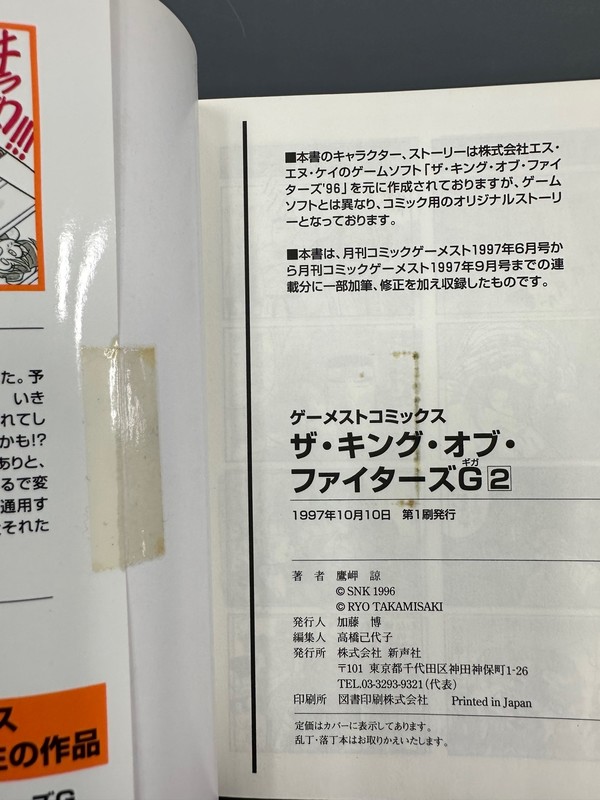 た。予
いき
れてし
かも!?
ありと、
るで変
通用す
それた
ス
の作品
ズG
■本書のキャラクター、ストーリーは株式会社エス・
エヌ・ケイのゲームソフト「ザ・キング・オブ・ファイ
ターズ'96」を元に作成されておりますが、ゲーム
ソフトとは異なり、コミック用のオリジナルストーリ
ーとなっております。
■本書は、月刊コミックゲーメスト1997年6月号か
ら月刊コミックゲーメスト1997年9月号までの連
載分に一部加筆、修正を加え収録したものです。
ゲーメストコミックス
ザ・キング・オブ・
ギガ
ファイターズG2
1997年10月10日 第1刷発行
著 者 鷹岬 諒
© SNK 1996
© RYO TAKAMISAKI
発行人 加藤 博
編集人 高橋己代子
発行所 株式会社 新声社
〒101 東京都千代田区神田神保町1-26
TEL.03-3293-9321(代表)
印刷所 図書印刷株式会社 Printed in Japan
定価はカバーに表示してあります。
乱丁・落丁本はお取りかえいたします。